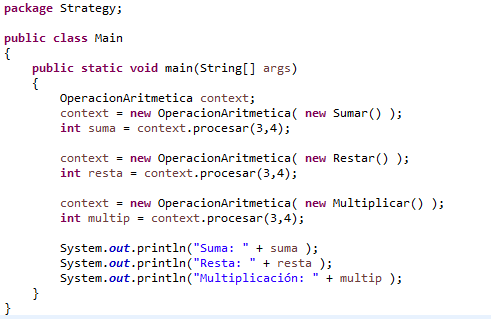 package Strategy;
public class Main
{
    public static void main(String[] args)
    {
        OperacionAritmetica context;
        context = new OperacionAritmetica( new Sumar() );
        int suma = context.procesar(3,4);
        context = new OperacionAritmetica( new Restar() );
        int resta = context.procesar(3,4);
        context = new OperacionAritmetica( new Multiplicar() );
        int multip = context.procesar(3,4);
        System.out.println("Suma: " + suma );
        System.out.println("Resta: " + resta );
        System.out.println("Multiplicación: " + multip );
    }
}